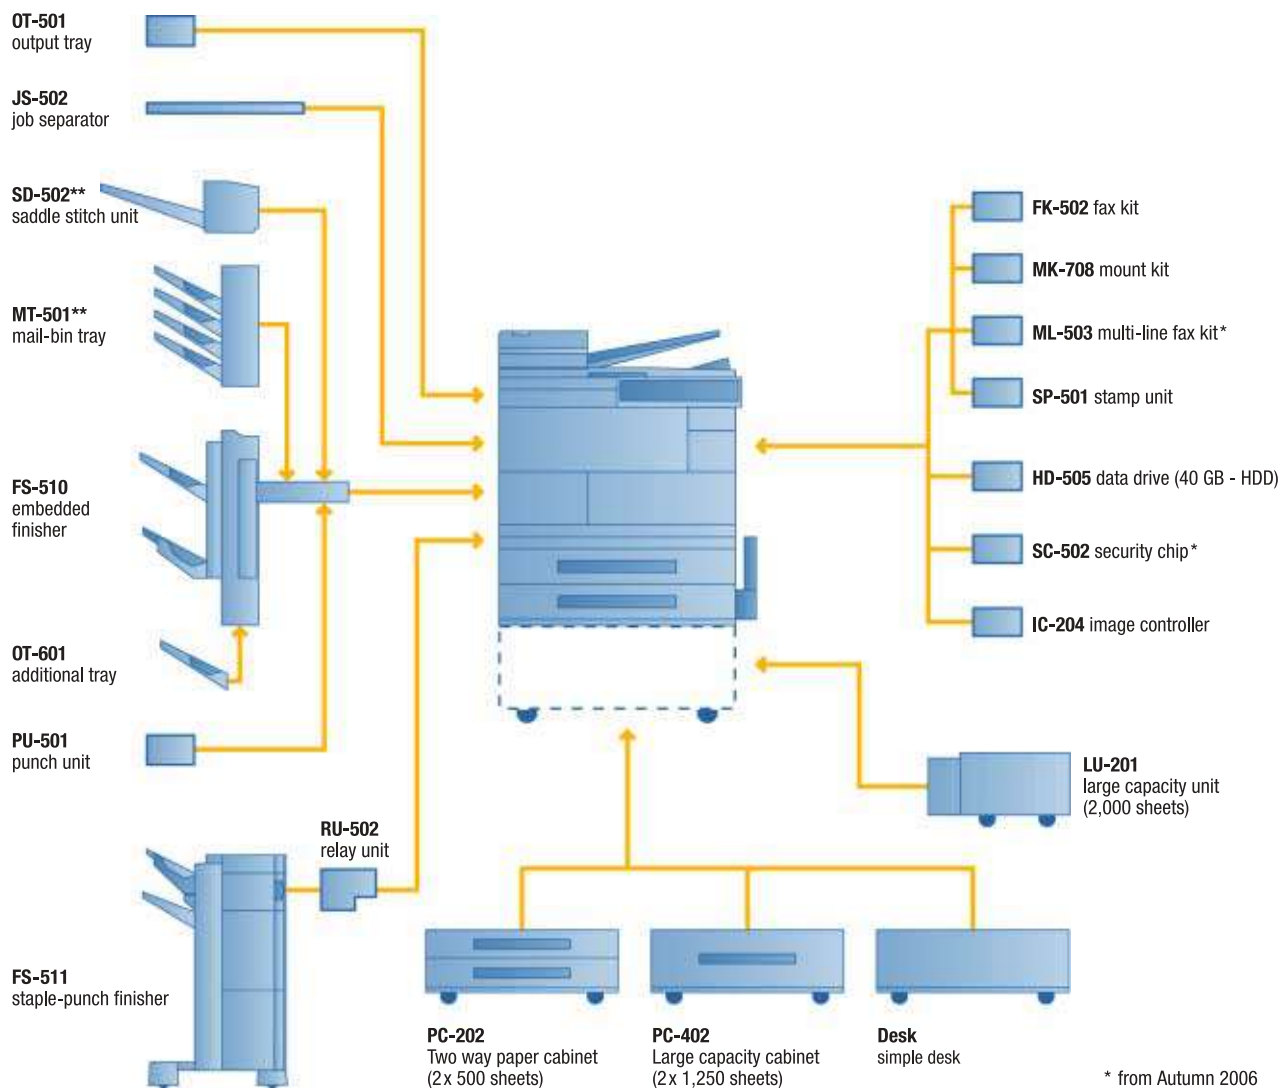 OT-501
output tray
JS-502
job separator
SD-502**
saddle stitch unit
MT-501**
mail-bin tray
FS-510
embedded
finisher
OT-601
additional tray
PU-501
punch unit
RU-502
relay unit
FS-511
staple-punch finisher
FK-502 fax kit
MK-708 mount kit
ML-503 multi-line fax kit*
SP-501 stamp unit
HD-505 data drive (40 GB - HDD)
SC-502 security chip*
IC-204 image controller
LU-201
large capacity unit
(2,000 sheets)
PC-202
Two way paper cabinet
(2x 500 sheets)
PC-402
Large capacity cabinet
(2x 1,250 sheets)
Desk
simple desk
* from Autumn 2006